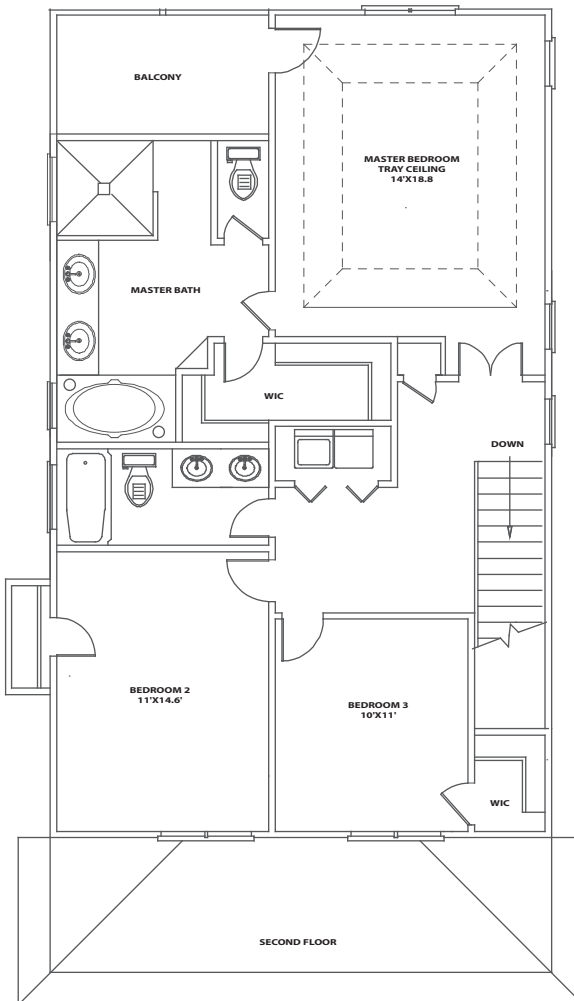 BALCONY
MASTER BEDROOM
TRAY CEILING
14'X18.8
MASTER BATH
WIC
DOWN
BEDROOM 2
11'X14.6'
BEDROOM 3
10'X11'
WIC
SECOND FLOOR